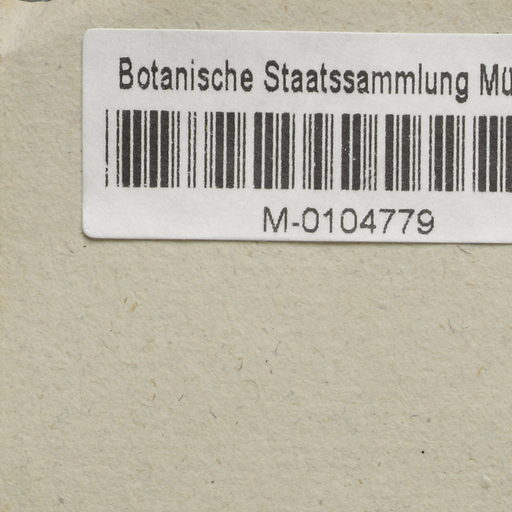 Botanische Staatssammlung Mü
M-0104779